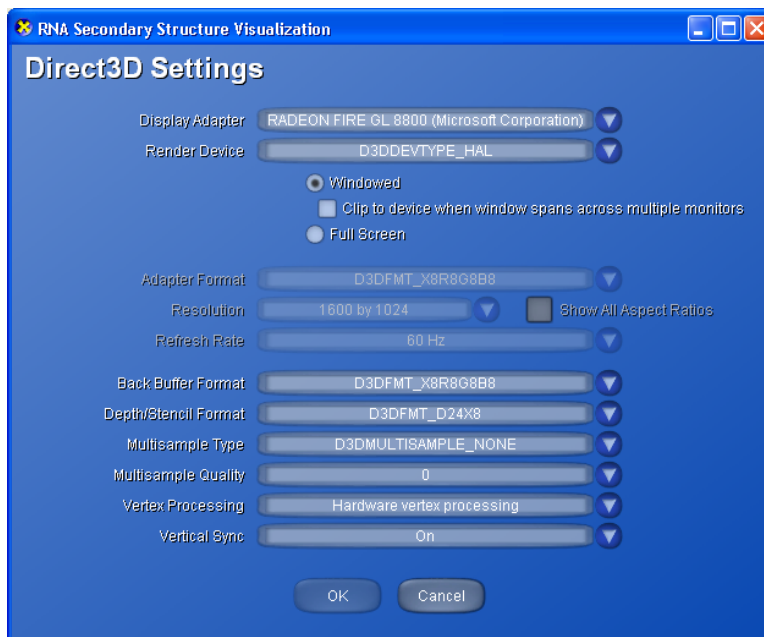 RNA Secondary Structure Visualization
Direct3D Settings
Display Adapter RADEON FIRE GL 8800 (Microsoft Corporation)
Render Device D3DDEVTYPE_HAL
Windowed
Clip to device when window spans across multiple monitors
Full Screen
Adapter Format D3DFMT_X8R8G8B8
Resolution 1600 by 1024 Show All Aspect Ratios
Refresh Rate 60 Hz
Back Buffer Format D3DFMT_X8R8G8B8
Depth/Stencil Format D3DFMT_D24X8
Multisample Type D3DMULTISAMPLE_NONE
Multisample Quality 0
Vertex Processing Hardware vertex processing
Vertical Sync On
OK Cancel